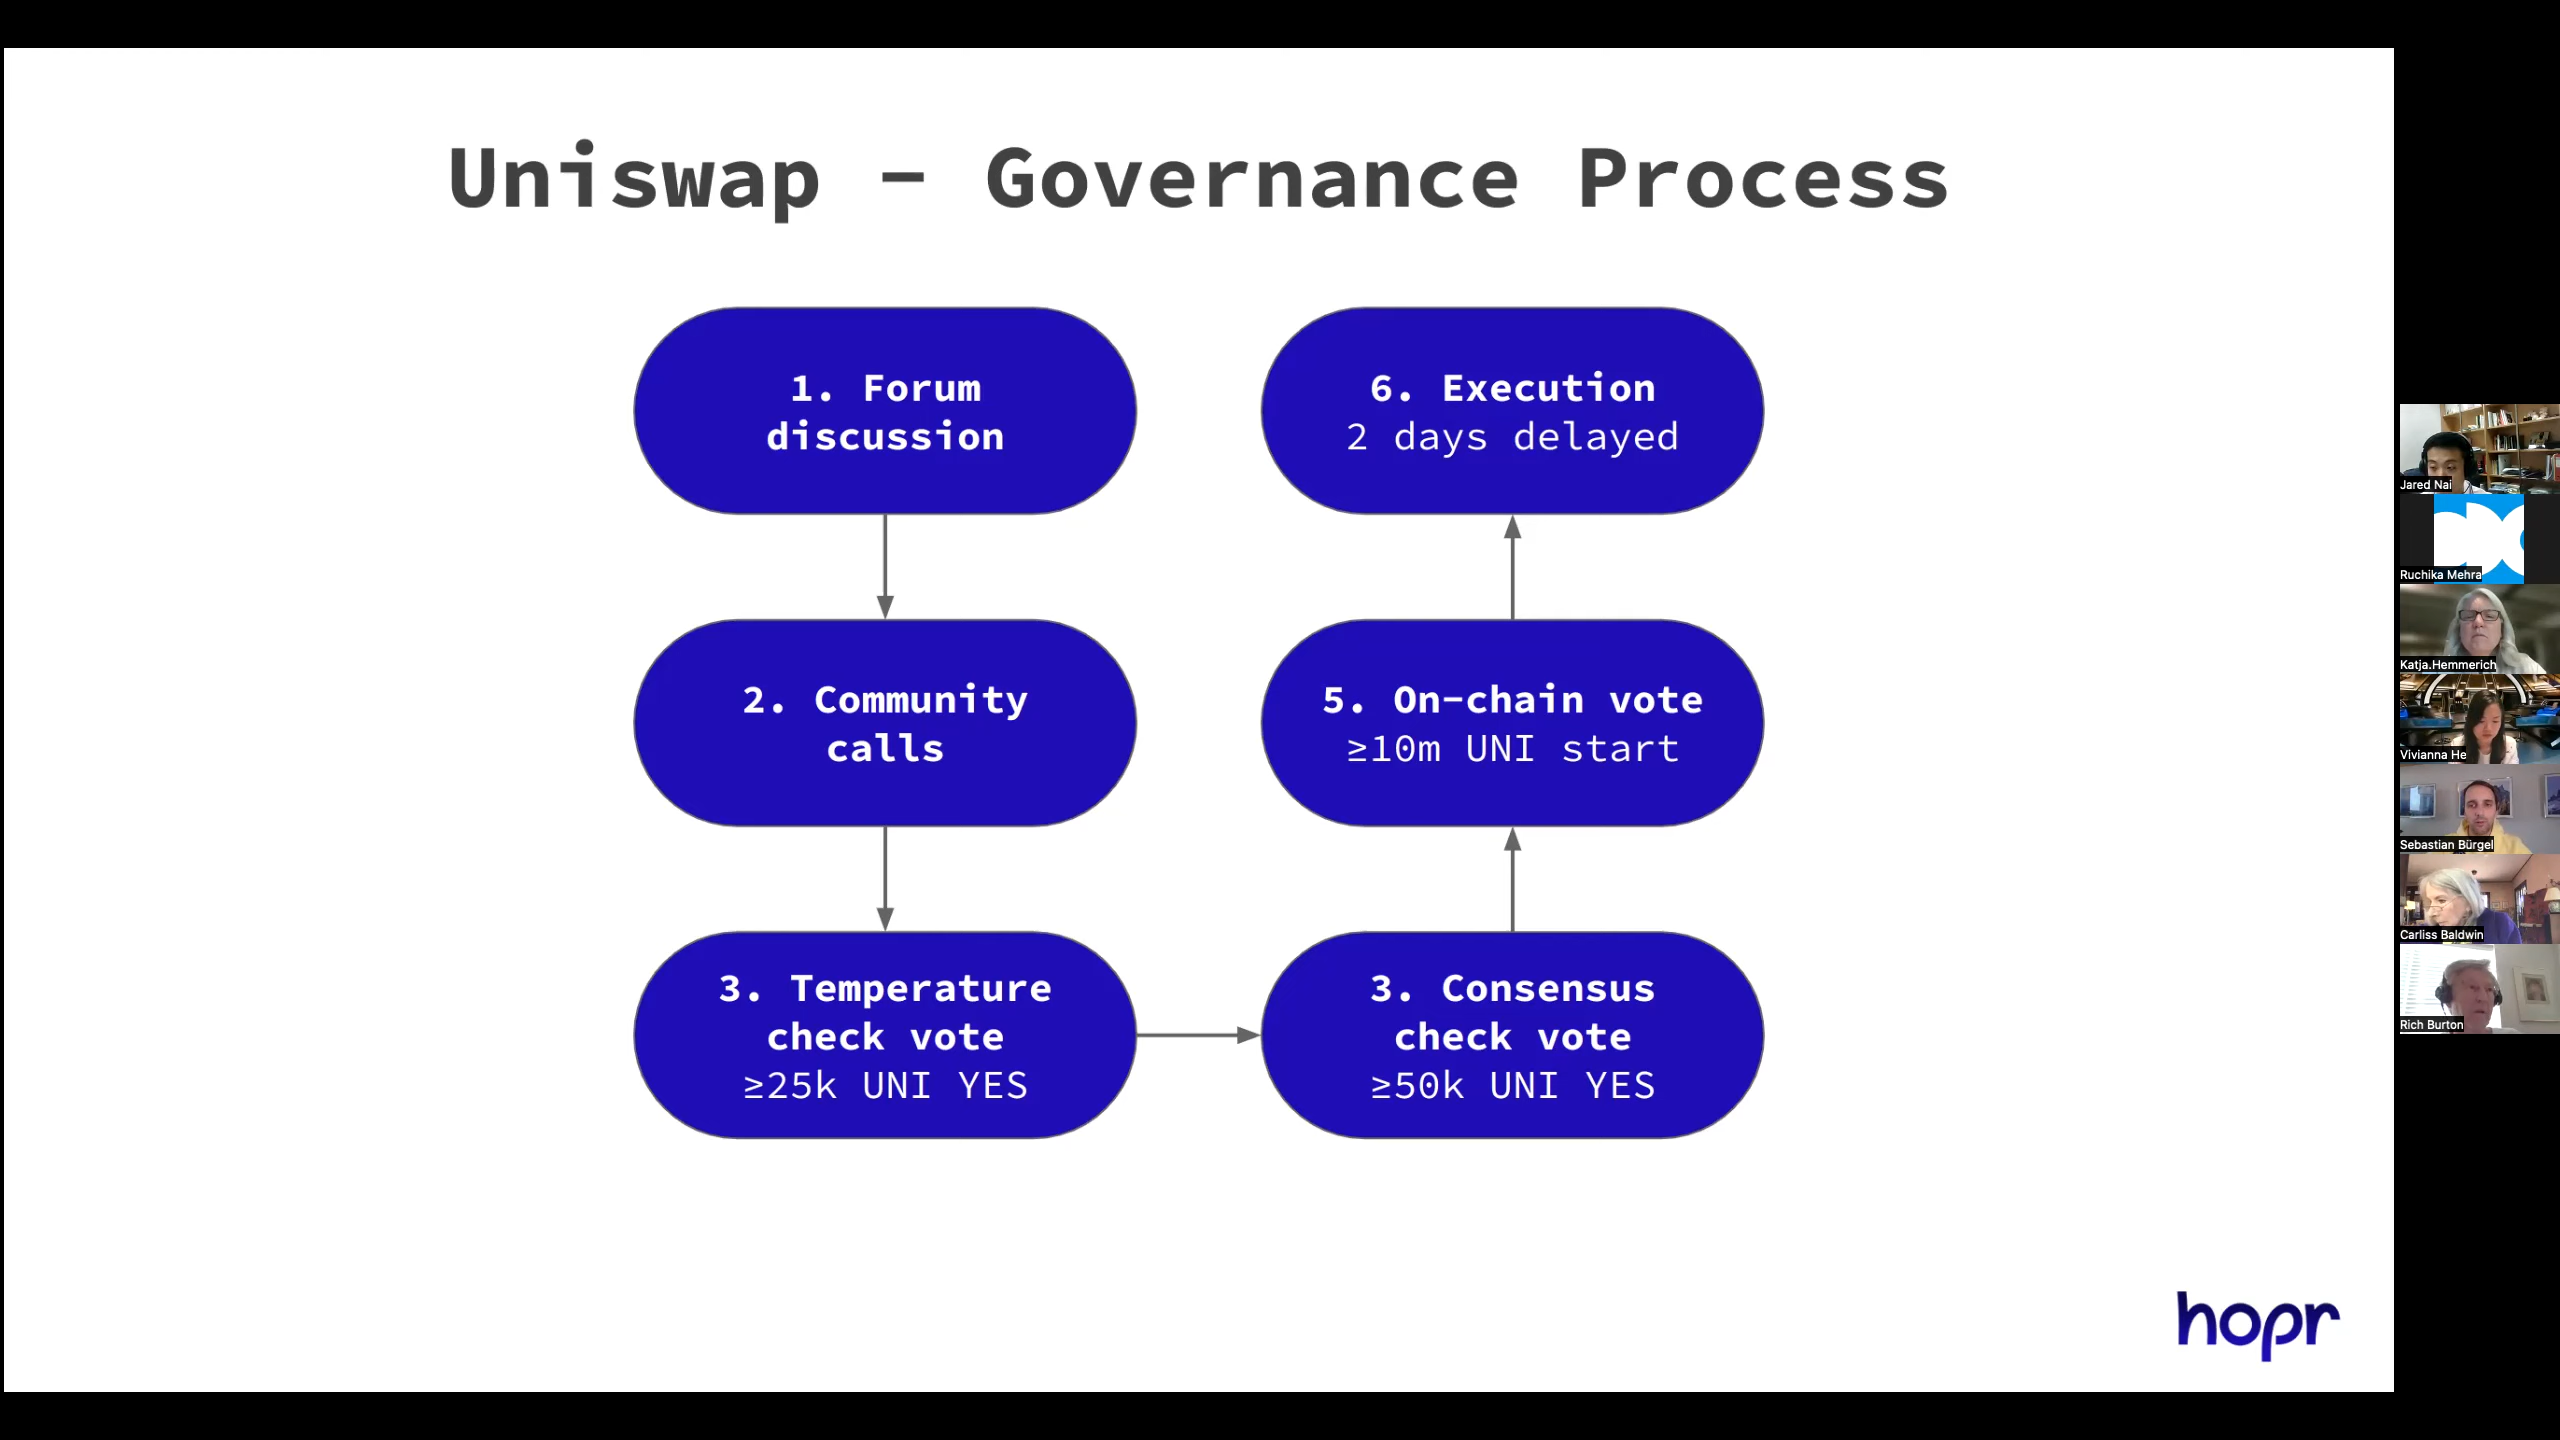 Uniswap - Governance Process
1. Forum
discussion
2. Community
calls
3. Temperature
check vote
≥25k UNI YES
3. Consensus
check vote
≥50k UNI YES
5. On-chain vote
≥10m UNI start
6. Execution
2 days delayed
hopr
Jared Nai
Ruchika Mehra
Katja.Hemmerich
Vivianna He
Sebastian Bürgel
Carliss Baldwin
Rich Burton